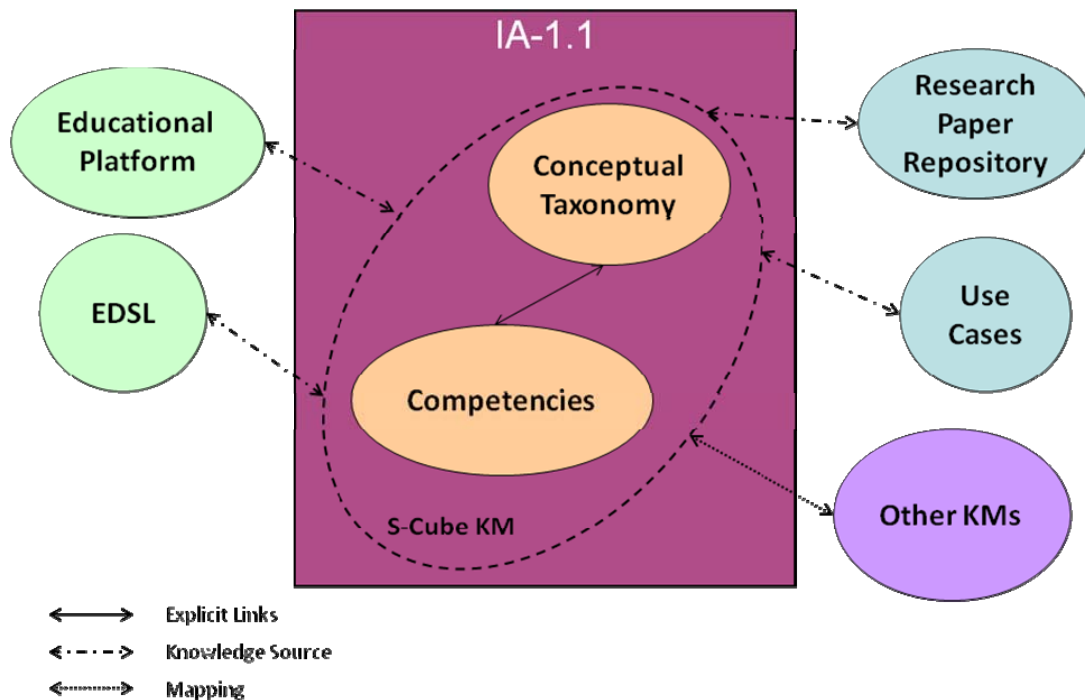 IA-1.1
Educational
Platform
EDSL
Conceptual
Taxonomy
Competencies
S-Cube KM
Research
Paper
Repository
Use
Cases
Other KMs
Explicit Links
Knowledge Source
Mapping